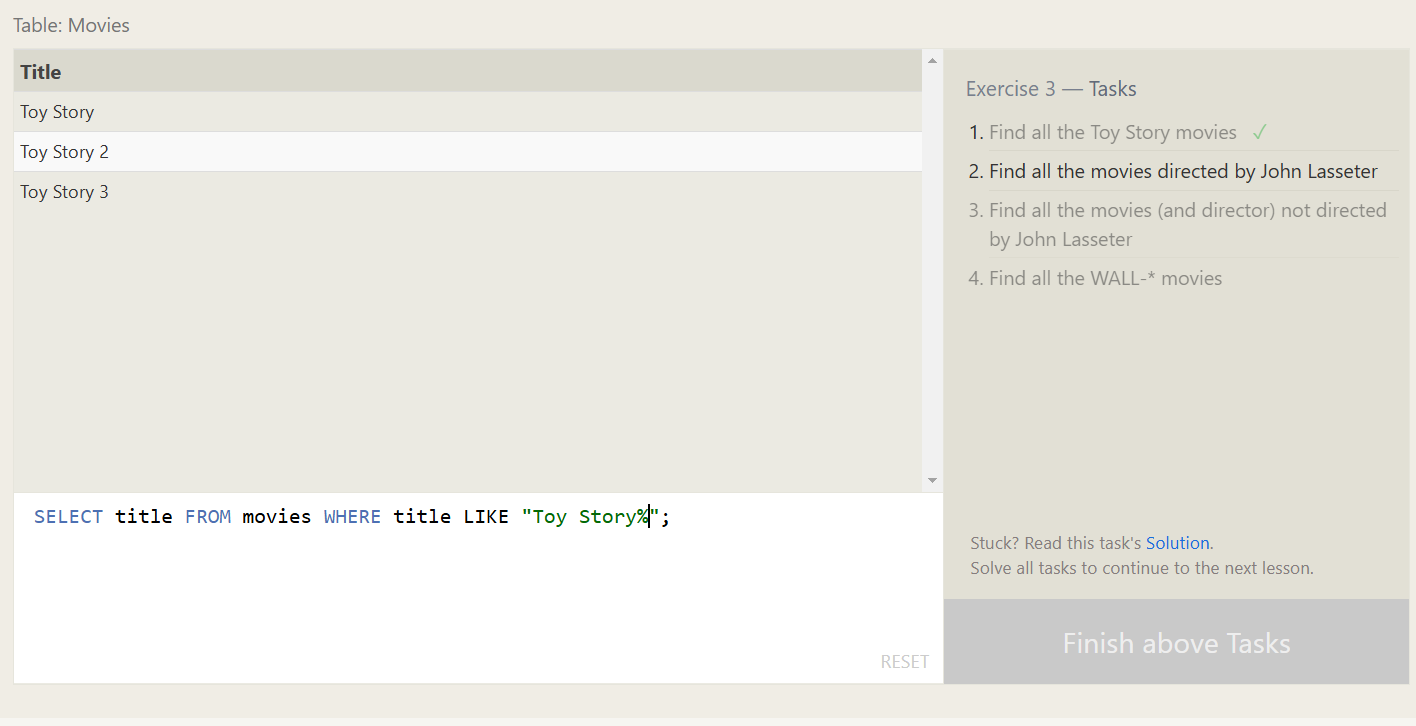 Table: Movies
Title
Toy Story
Toy Story 2
Toy Story 3
SELECT title FROM movies WHERE title LIKE "Toy Story%";
RESET
Exercise 3 — Tasks
1. Find all the Toy Story movies ✓
2. Find all the movies directed by John Lasseter
3. Find all the movies (and director) not directed
by John Lasseter
4. Find all the WALL-* movies
Stuck? Read this task's Solution.
Solve all tasks to continue to the next lesson.
Finish above Tasks